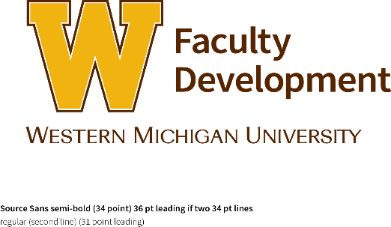 W
Faculty
Development
WESTERN MICHIGAN UNIVERSITY
Source Sans semi-bold (34 point) 36 pt leading if two 34 pt lines
regular (second line) (31 point loading)